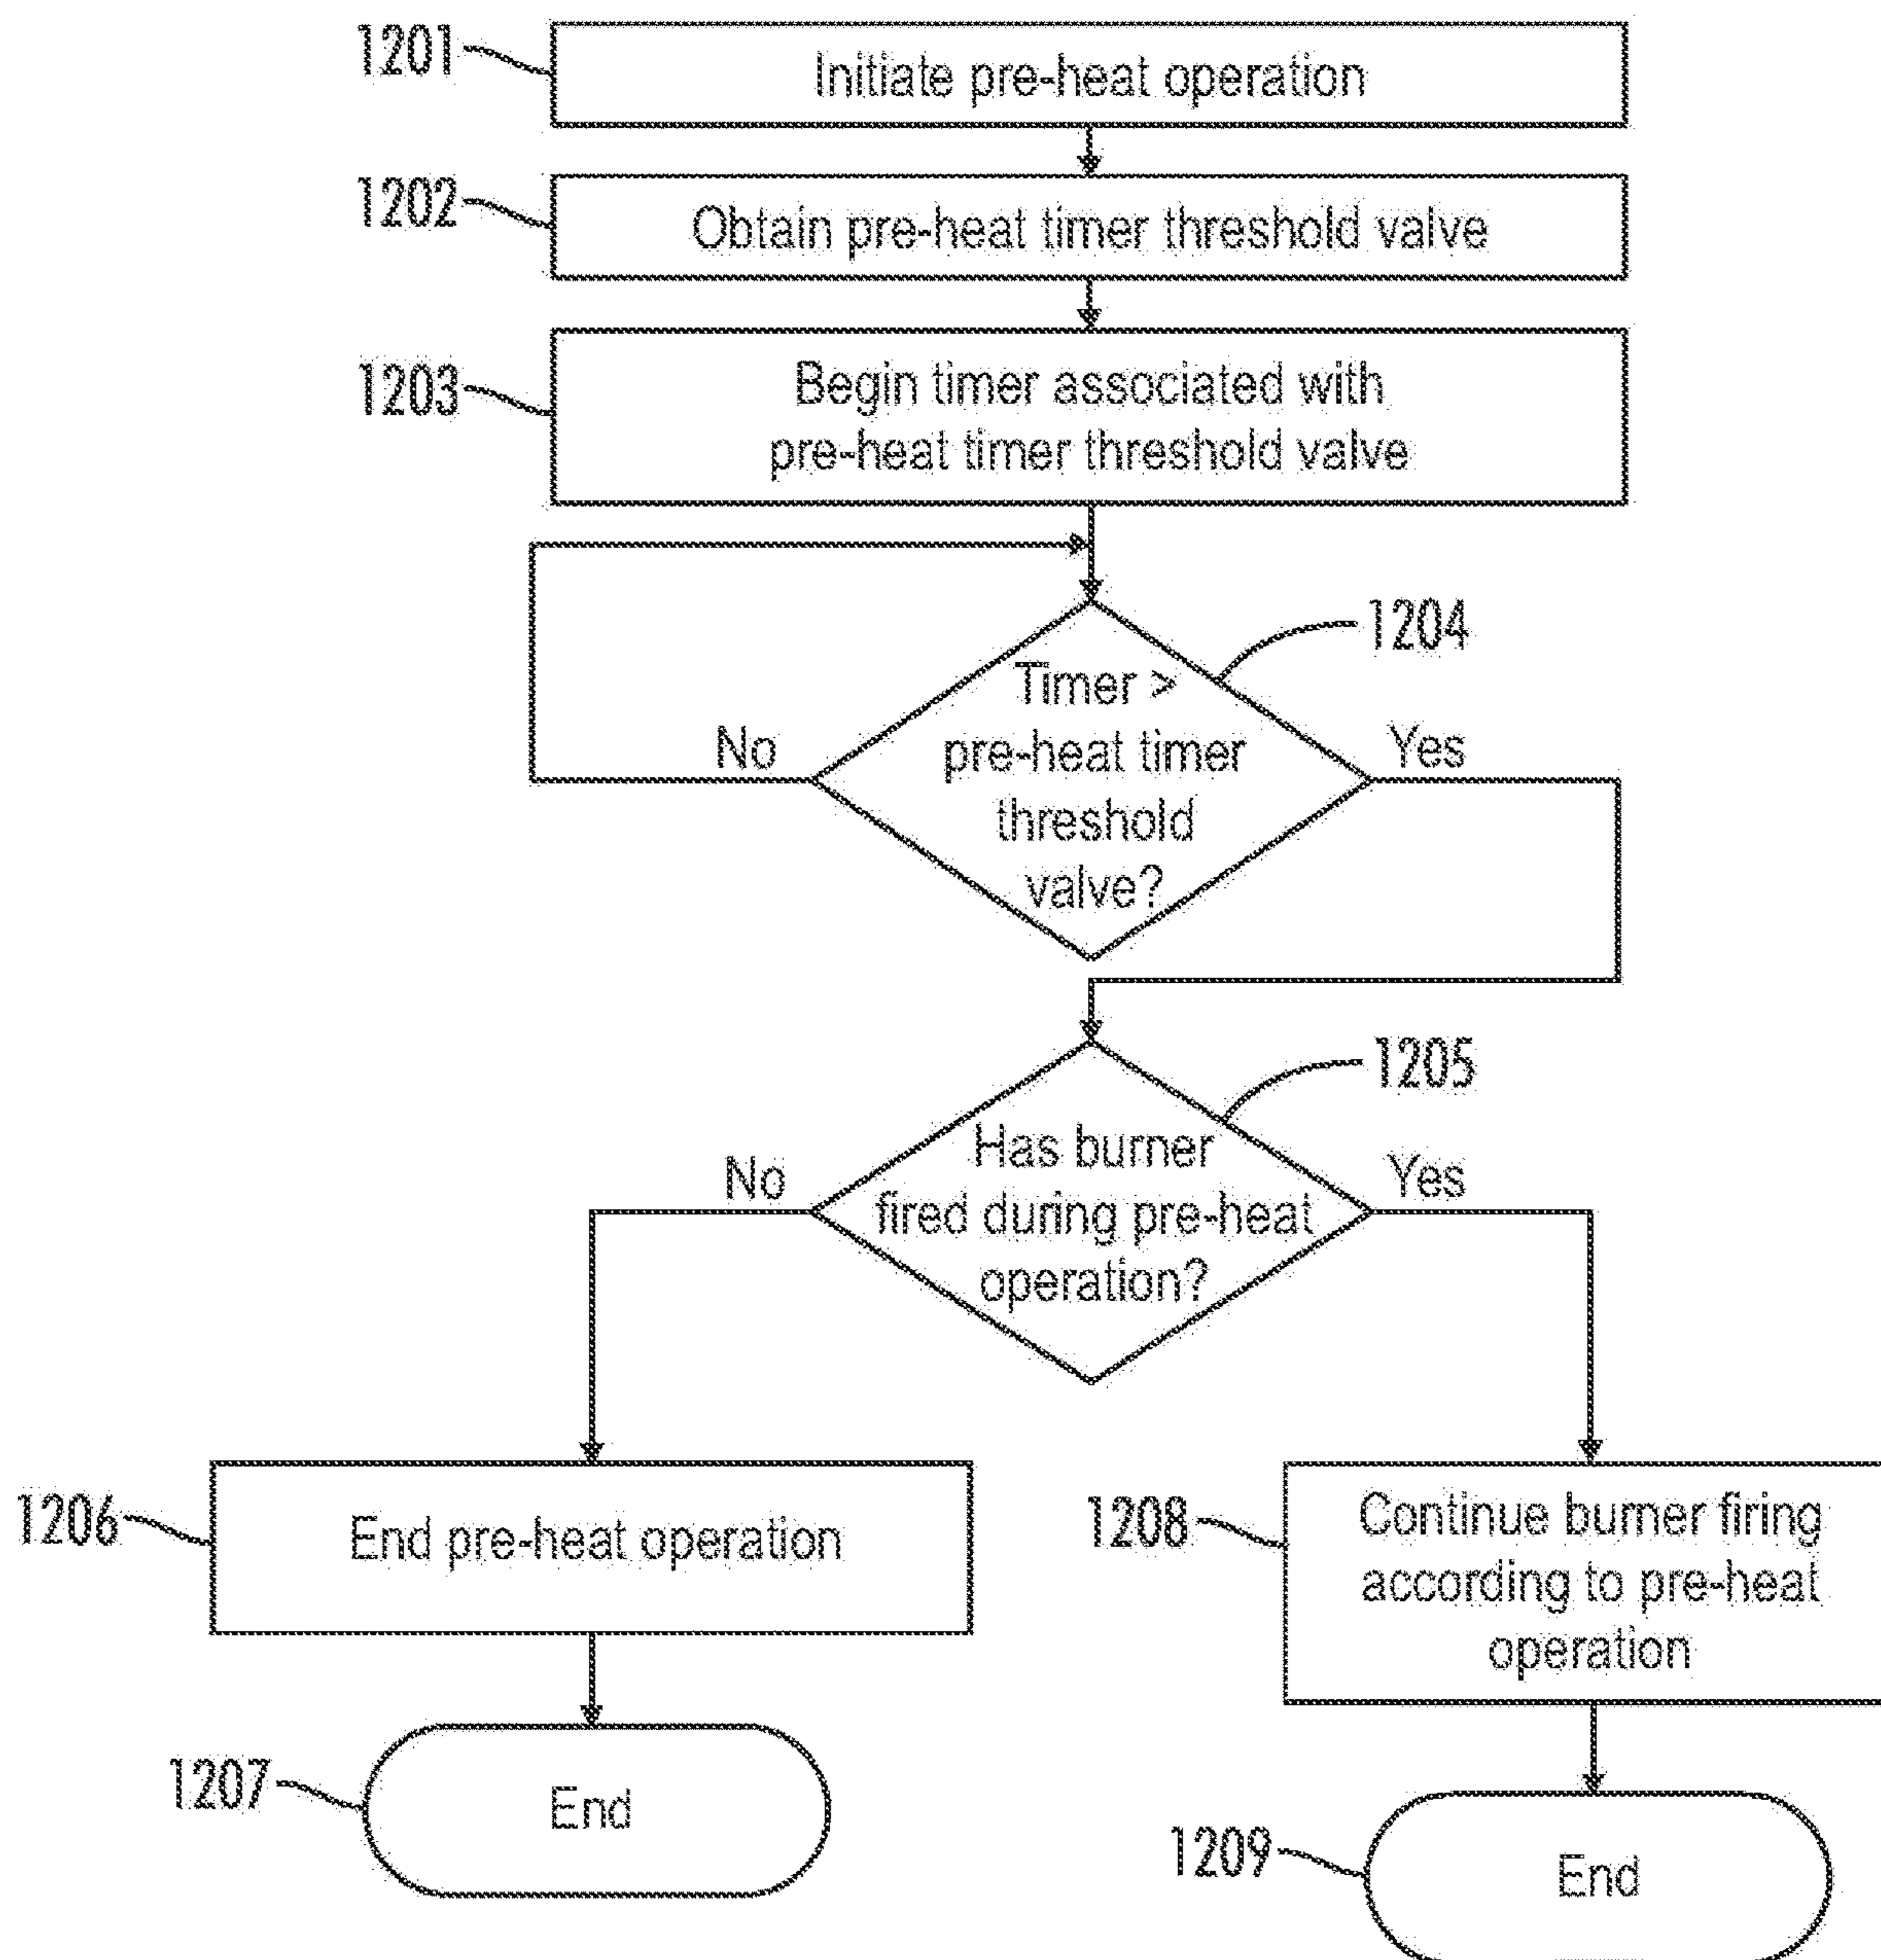 1201
Initiate pre-heat operation
1202
Obtain pre-heat timer threshold valve
1203
Begin timer associated with
pre-heat timer threshold valve
1204
Timer >
pre-heat timer
threshold
valve?
No
Yes
1205
Has burner
fired during pre-heat
operation?
No
Yes
1206
End pre-heat operation
1208
Continue burner firing
according to pre-heat
operation
1207
End
1209
End